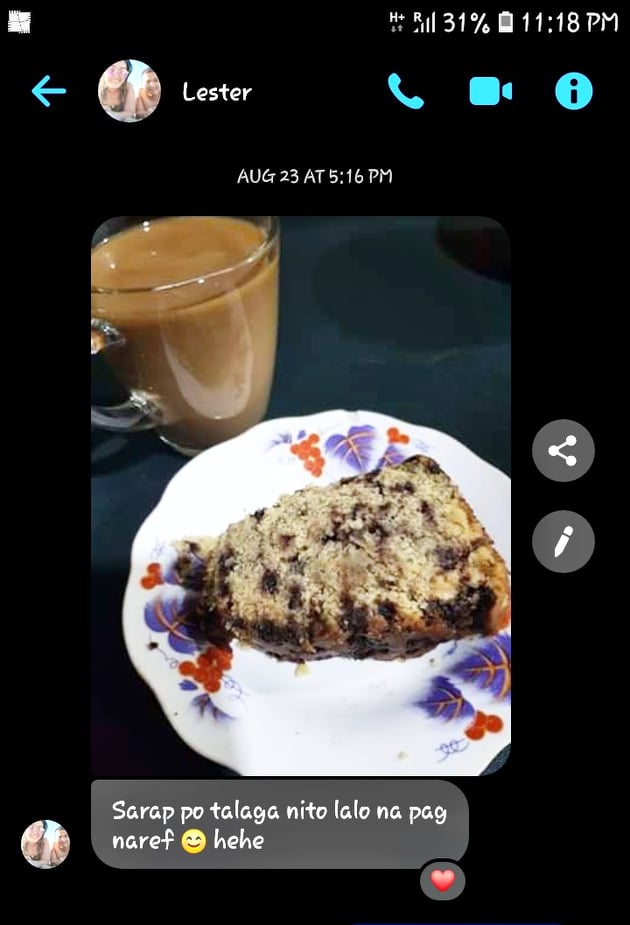 H+ R 31% 11:18 PM
Lester
AUG 23 AT 5:16 PM
Sarap po talaga nito lalo na pag
naref 😊 hehe